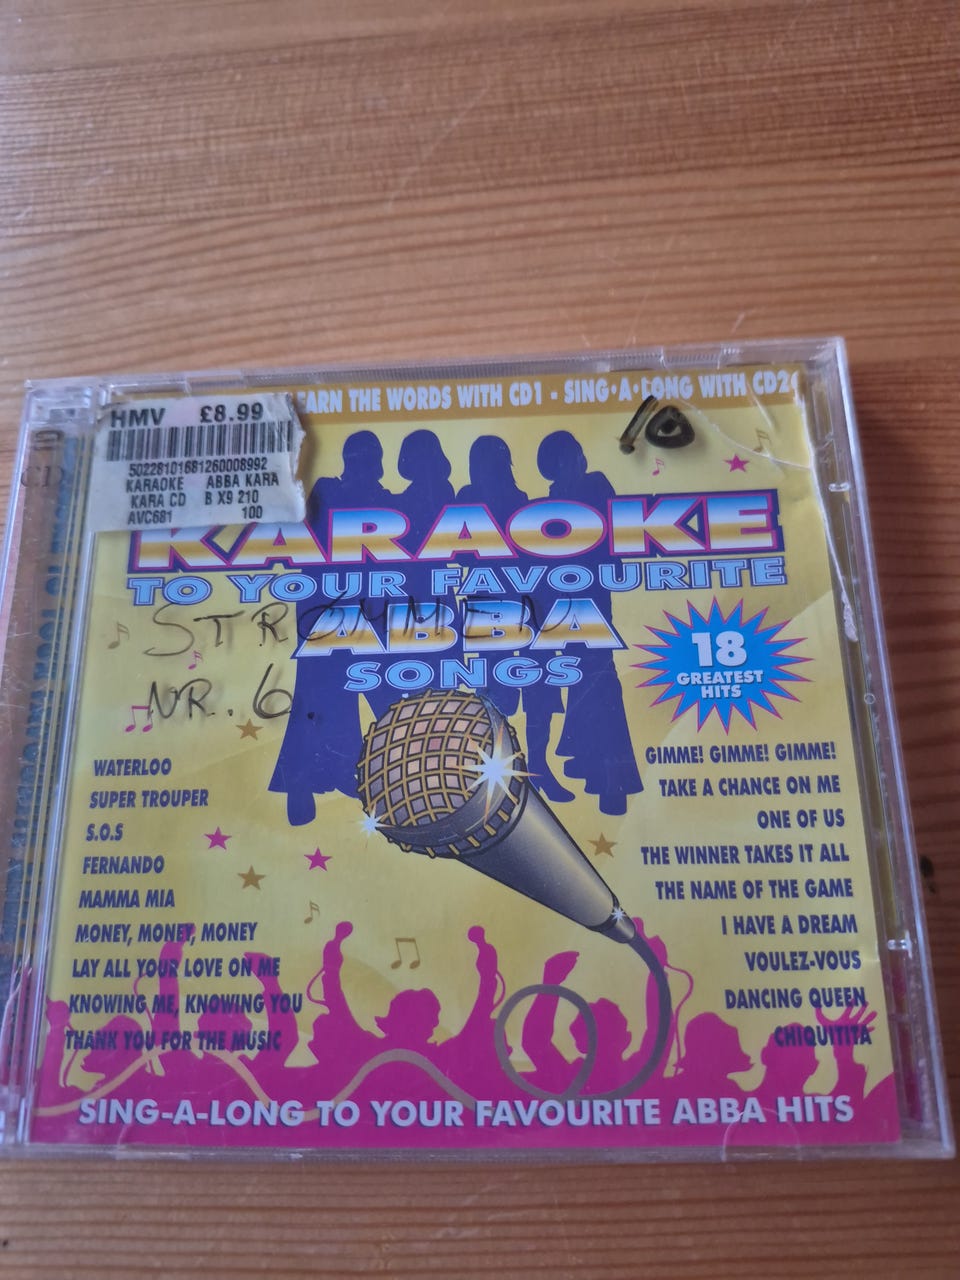 EARN THE WORDS WITH CD1 - SING·A·LONG WITH CD2
HMV £8.99
50228101681260008992
KARAOKE ABBA KARA
KARA CD B X9 210
AVC681 100
10
KARAOKE
TO YOUR FAVOURITE
ABBA
SONGS
STRØMMEN
NR. 6.
18
GREATEST
HITS
WATERLOO
SUPER TROUPER
S.O.S
FERNANDO
MAMMA MIA
MONEY, MONEY, MONEY
LAY ALL YOUR LOVE ON ME
KNOWING ME, KNOWING YOU
THANK YOU FOR THE MUSIC
GIMME! GIMME! GIMME!
TAKE A CHANCE ON ME
ONE OF US
THE WINNER TAKES IT ALL
THE NAME OF THE GAME
I HAVE A DREAM
VOULEZ-VOUS
DANCING QUEEN
CHIQUITITA
SING-A-LONG TO YOUR FAVOURITE ABBA HITS